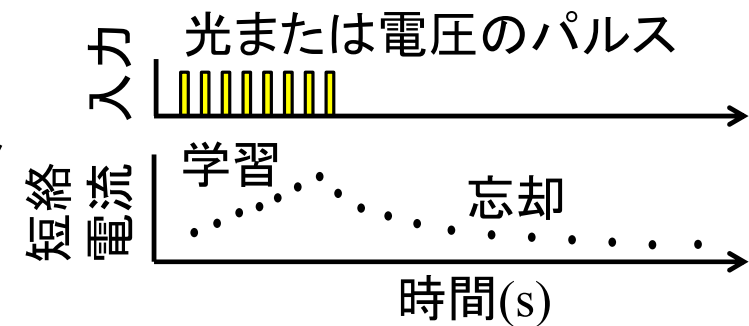 入力
光または電圧のパルス
短絡
電流
学習
忘却
時間(s)